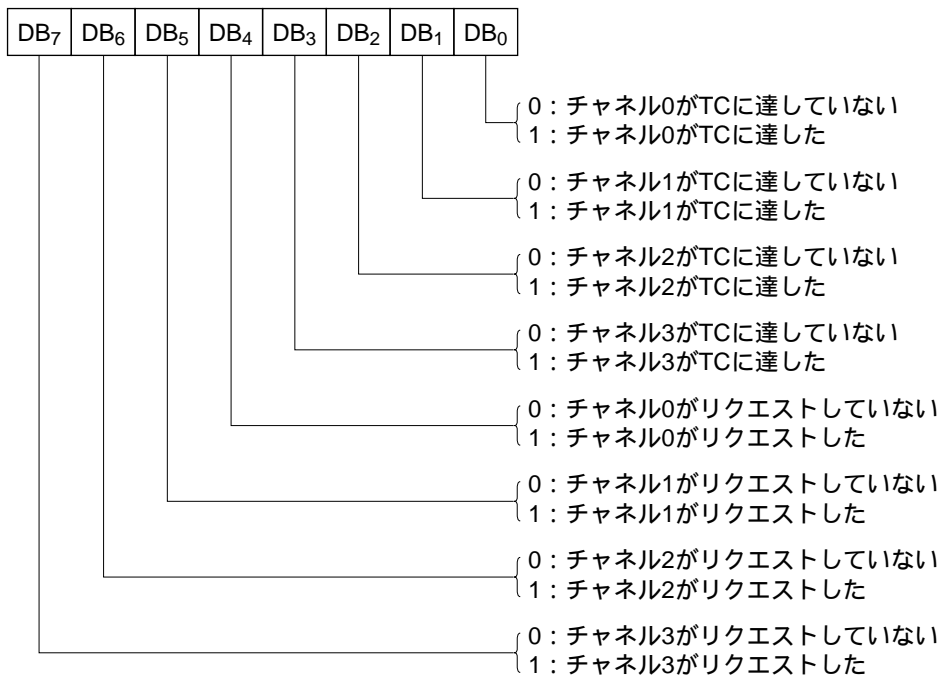 DB7 DB6 DB5 DB4 DB3 DB2 DB1 DB0
0：チャネル0がTCに達していない
1：チャネル0がTCに達した
0：チャネル1がTCに達していない
1：チャネル1がTCに達した
0：チャネル2がTCに達していない
1：チャネル2がTCに達した
0：チャネル3がTCに達していない
1：チャネル3がTCに達した
0：チャネル0がリクエストしていない
1：チャネル0がリクエストした
0：チャネル1がリクエストしていない
1：チャネル1がリクエストした
0：チャネル2がリクエストしていない
1：チャネル2がリクエストした
0：チャネル3がリクエストしていない
1：チャネル3がリクエストした